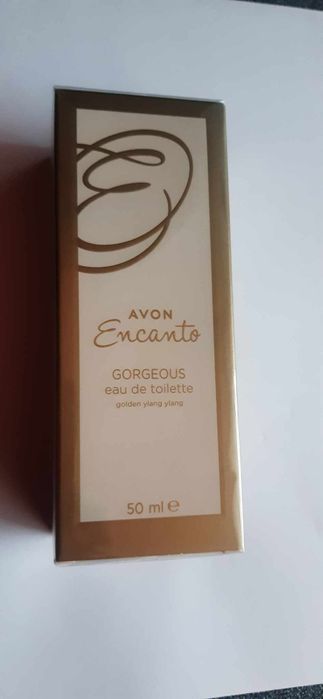 AVON
Encanto
GORGEOUS
eau de toilette
golden ylang ylang
50 ml ℮